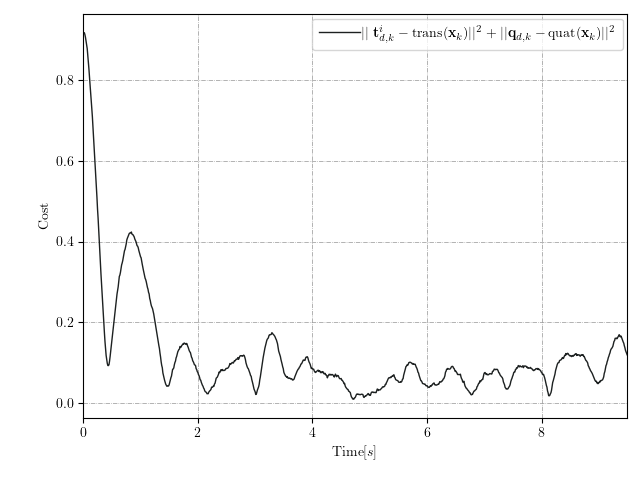 || t^i_{d,k} − trans(x_k)||^2 + ||q_{d,k} − quat(x_k)||^2
0.8
0.6
0.4
0.2
0.0
Cost
0 2 4 6 8
Time[s]